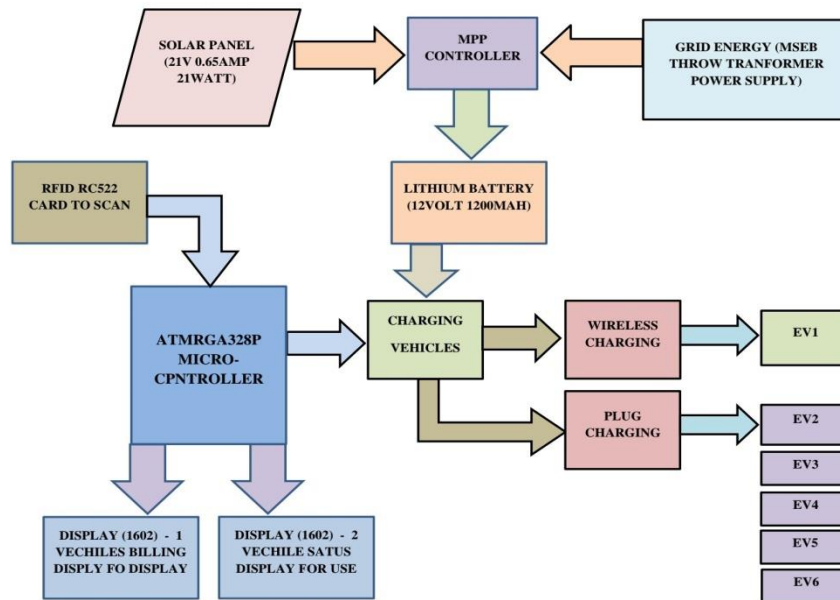 SOLAR PANEL
(21V 0.65AMP
21WATT)
MPP
CONTROLLER
GRID ENERGY (MSEB
THROW TRANFORMER
POWER SUPPLY)
RFID RC522
CARD TO SCAN
LITHIUM BATTERY
(12VOLT 1200MAH)
ATMRGA328P
MICRO-
CPNTROLLER
CHARGING
VEHICLES
WIRELESS
CHARGING
EV1
PLUG
CHARGING
EV2
EV3
EV4
EV5
EV6
DISPLAY (1602) - 1
VECHILES BILLING
DISPLY FO DISPLAY
DISPLAY (1602) - 2
VECHILE SATUS
DISPLAY FOR USE